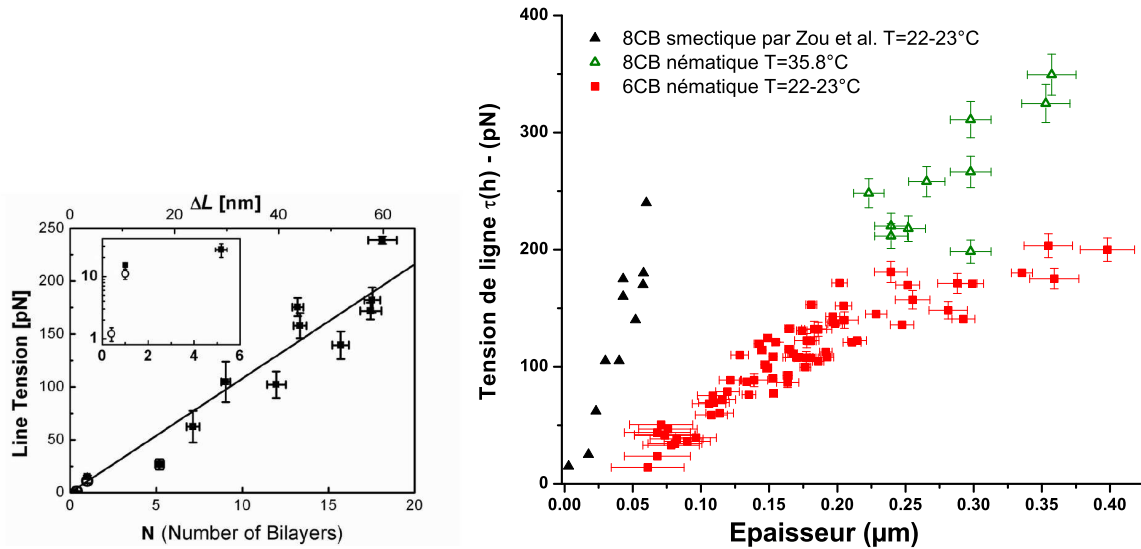 ΔL [nm]
0 20 40 60
250
200
150
100
50
0
Line Tension [pN]
10
1
0 2 4 6
0 5 10 15 20
N (Number of Bilayers)
400
300
200
100
0
Tension de ligne τ(h) - (pN)
8CB smectique par Zou et al. T=22-23°C
8CB nématique T=35.8°C
6CB nématique T=22-23°C
0.00 0.05 0.10 0.15 0.20 0.25 0.30 0.35 0.40
Epaisseur (µm)